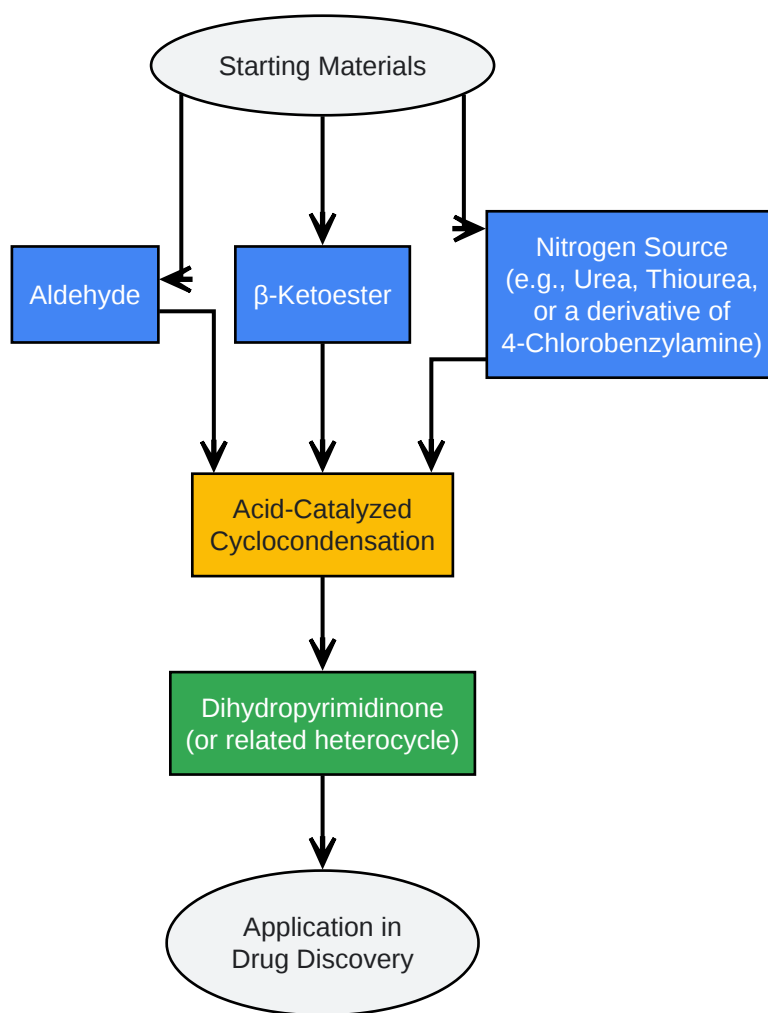 Starting Materials
Aldehyde
β-Ketoester
Nitrogen Source
(e.g., Urea, Thiourea,
or a derivative of
4-Chlorobenzylamine)
Acid-Catalyzed
Cyclocondensation
Dihydropyrimidinone
(or related heterocycle)
Application in
Drug Discovery